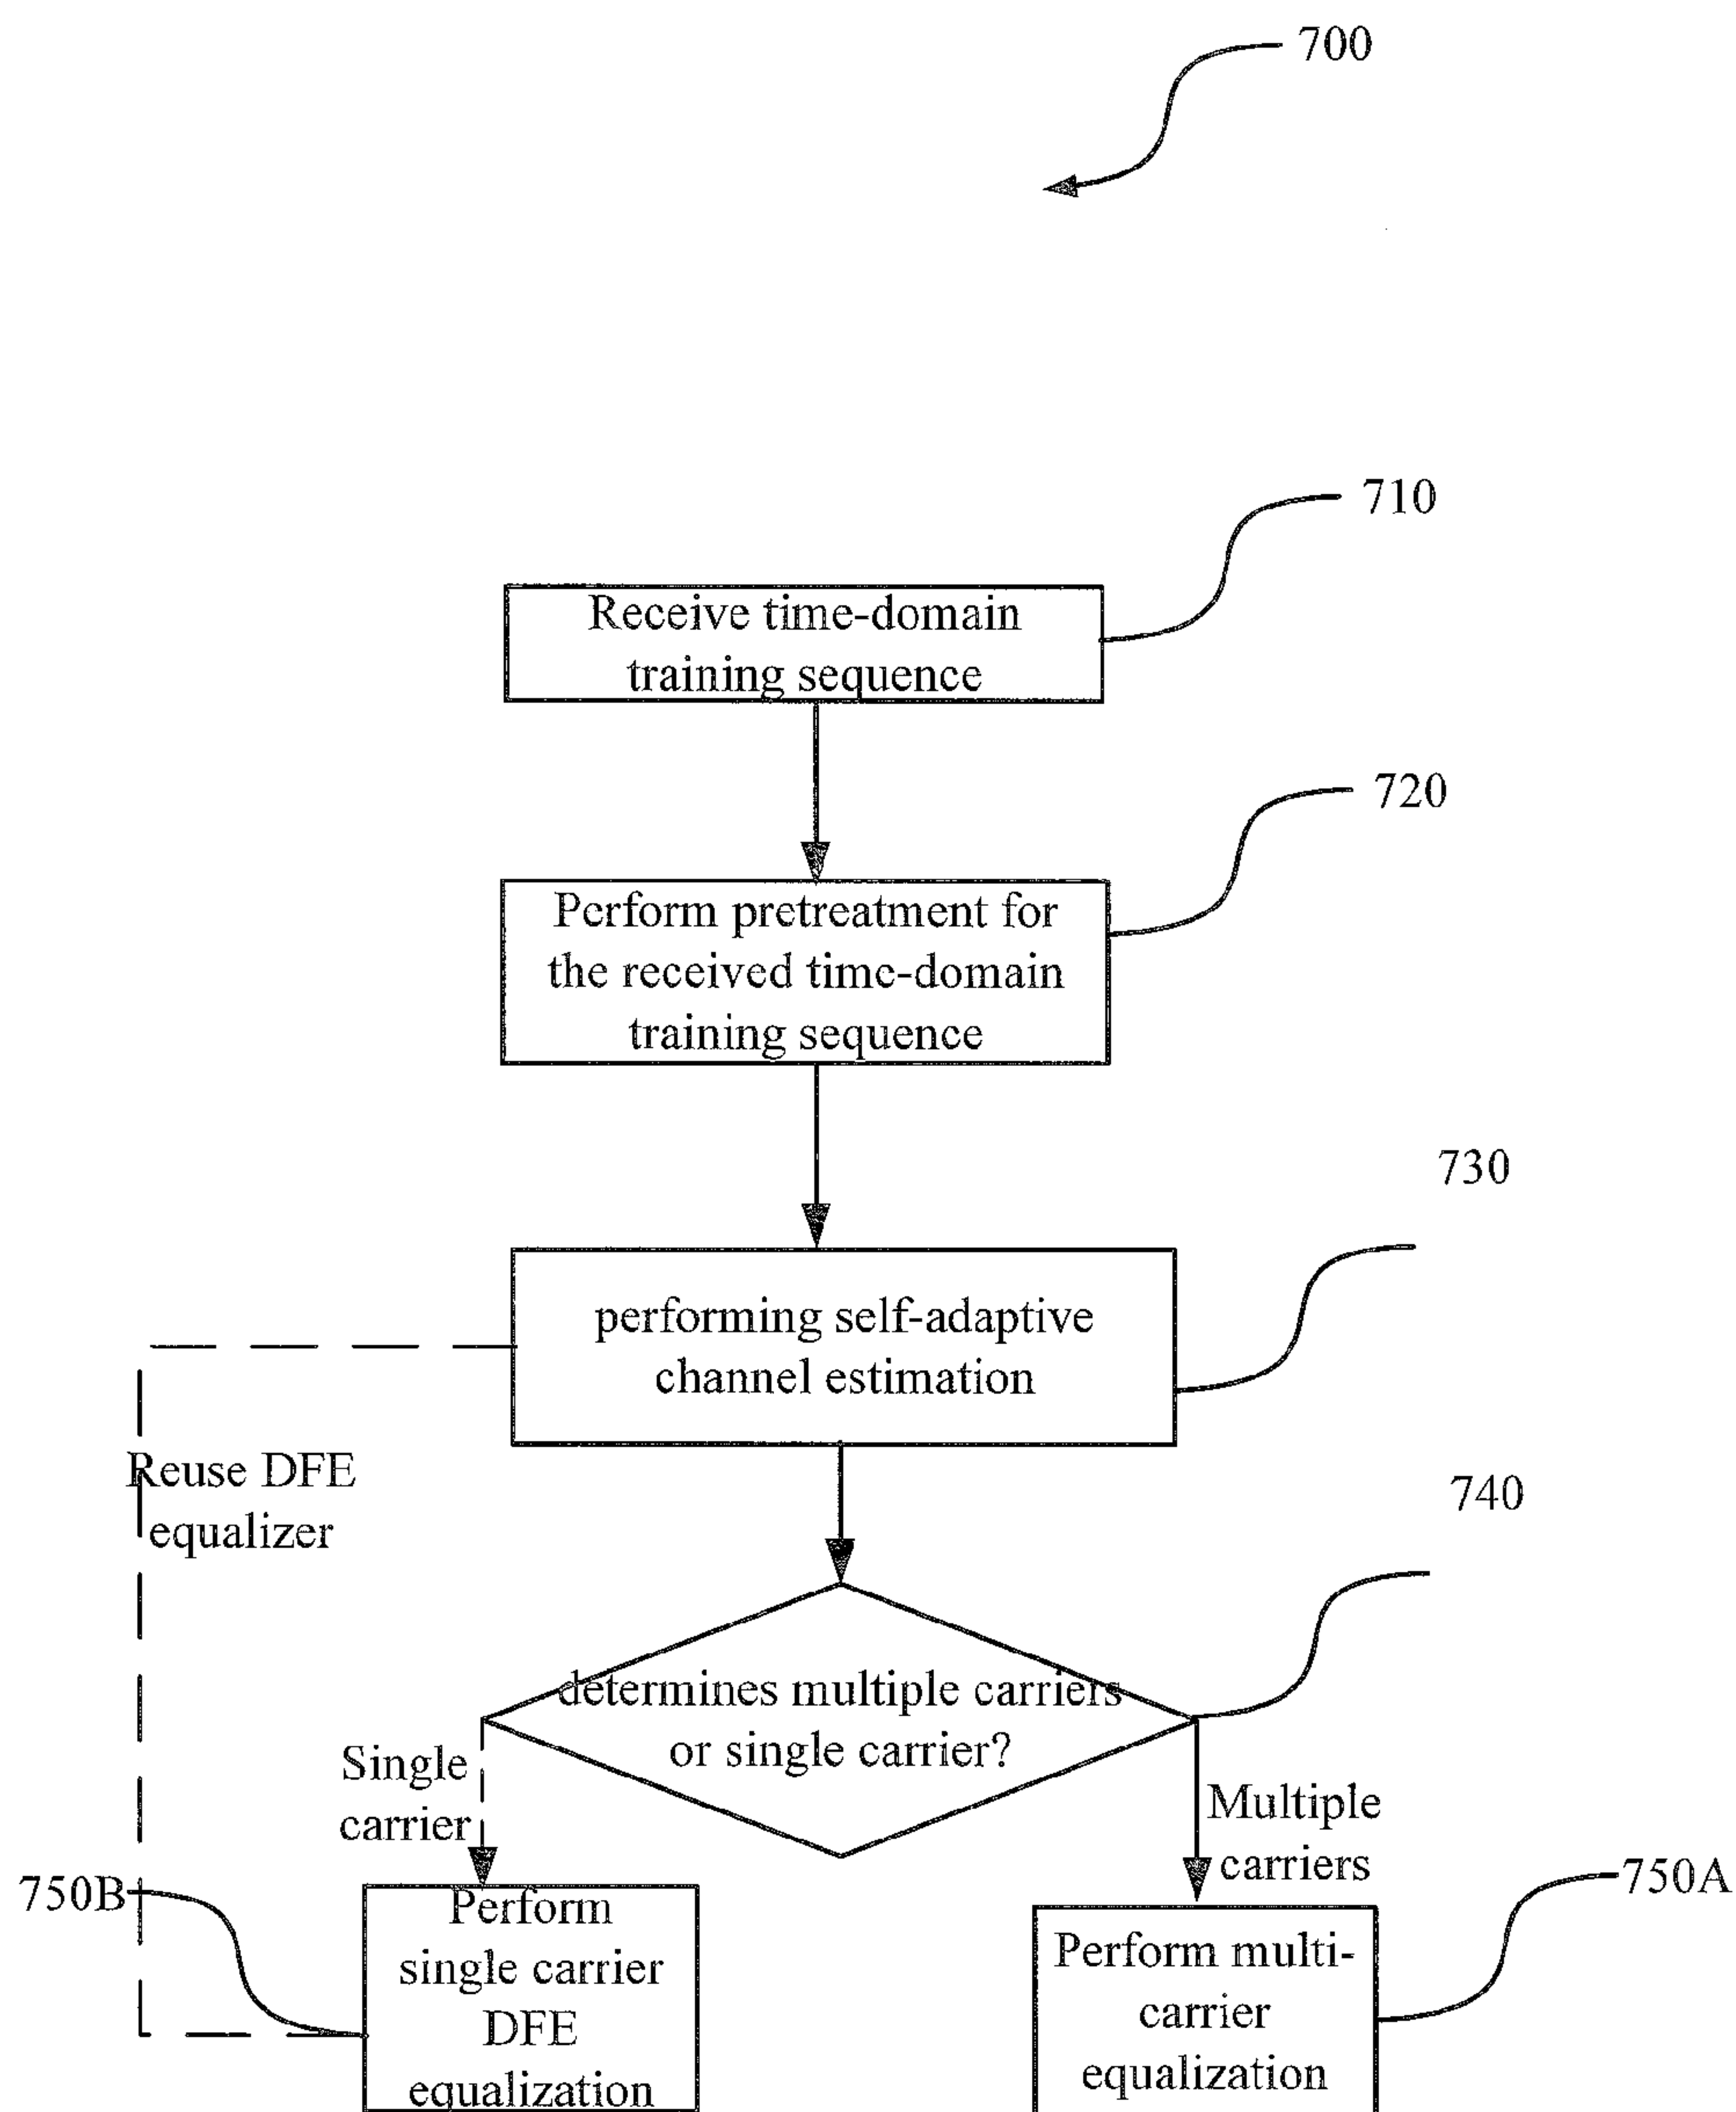 700
710
Receive time-domain
training sequence
720
Perform pretreatment for
the received time-domain
training sequence
730
performing self-adaptive
channel estimation
Reuse DFE
equalizer
740
determines multiple carriers
or single carrier?
Single
carrier
Multiple
carriers
750B
Perform
single carrier
DFE
equalization
750A
Perform multi-
carrier
equalization